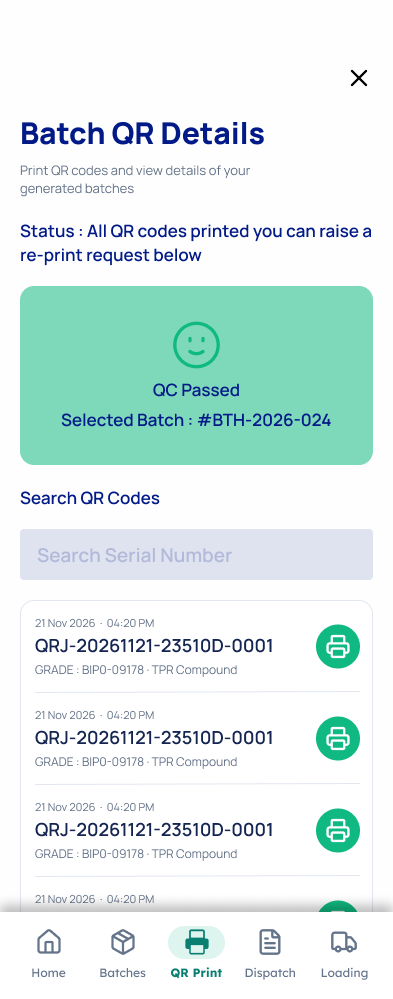 Batch QR Details
Print QR codes and view details of your
generated batches
Status : All QR codes printed you can raise a
re-print request below
QC Passed
Selected Batch : #BTH-2026-024
Search QR Codes
Search Serial Number
21 Nov 2026 · 04:20 PM
QRJ-20261121-23510D-0001
GRADE : BIP0-09178 · TPR Compound
21 Nov 2026 · 04:20 PM
QRJ-20261121-23510D-0001
GRADE : BIP0-09178 · TPR Compound
21 Nov 2026 · 04:20 PM
QRJ-20261121-23510D-0001
GRADE : BIP0-09178 · TPR Compound
21 Nov 2026 · 04:20 PM
Home
Batches
QR Print
Dispatch
Loading